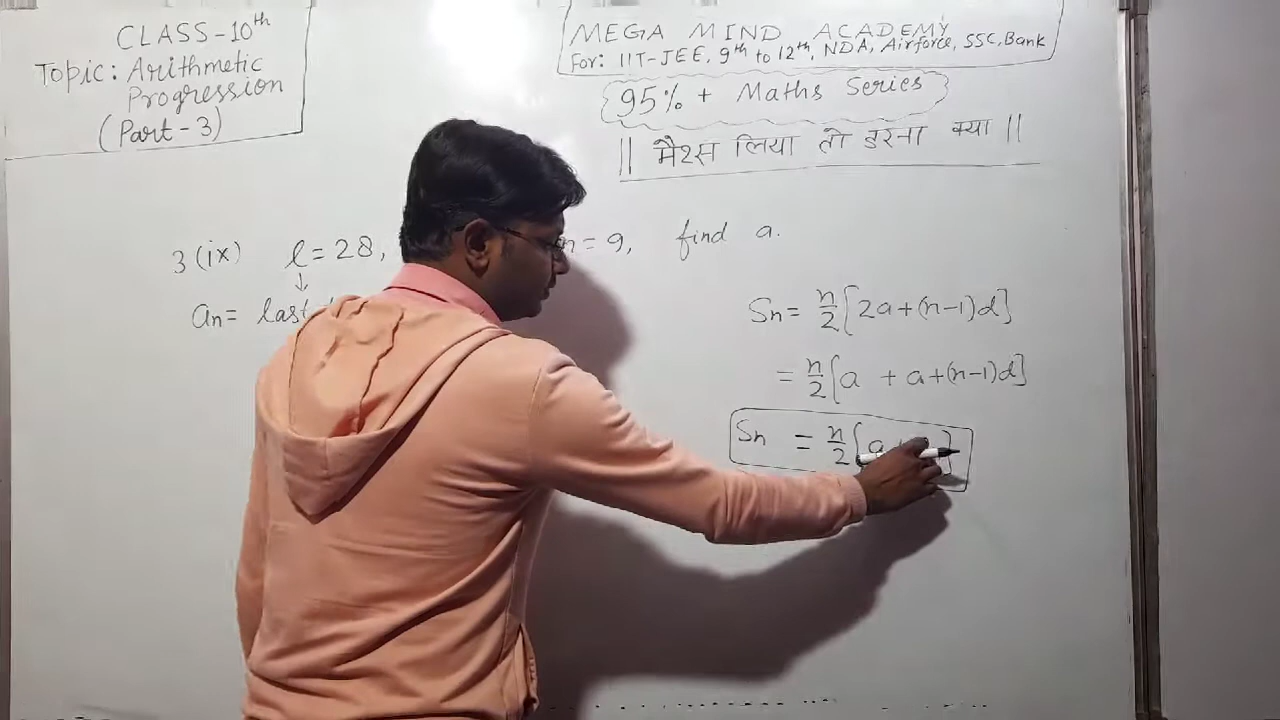 CLASS-10th
Topic: Arithmetic
Progression
(Part-3)
MEGA MIND ACADEMY
For: IIT-JEE, 9th to 12th, NDA, Airforce, SSC, Bank
95% + Maths Series
|| मैथ्स लिया तो डरना क्या ||
3(ix) l = 28, n = 9, find a.
↓
an = last
Sn = n/2 [2a+(n-1)d]
= n/2 [a + a+(n-1)d]
Sn = n/2 [a+